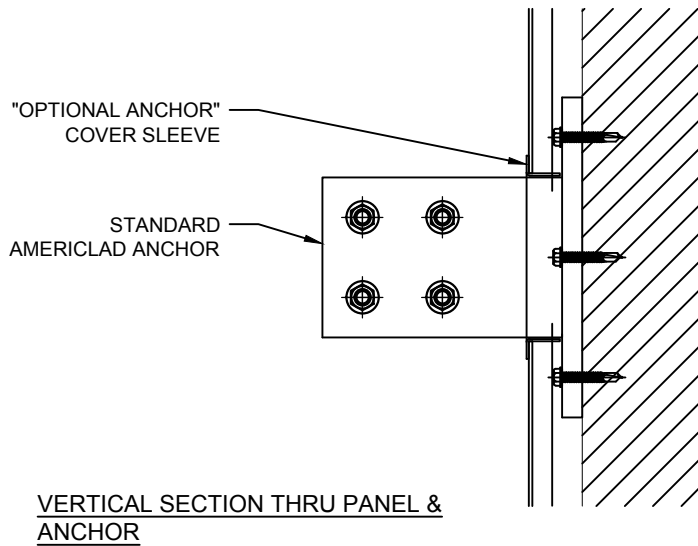 "OPTIONAL ANCHOR"
COVER SLEEVE
STANDARD
AMERICLAD ANCHOR
VERTICAL SECTION THRU PANEL &
ANCHOR